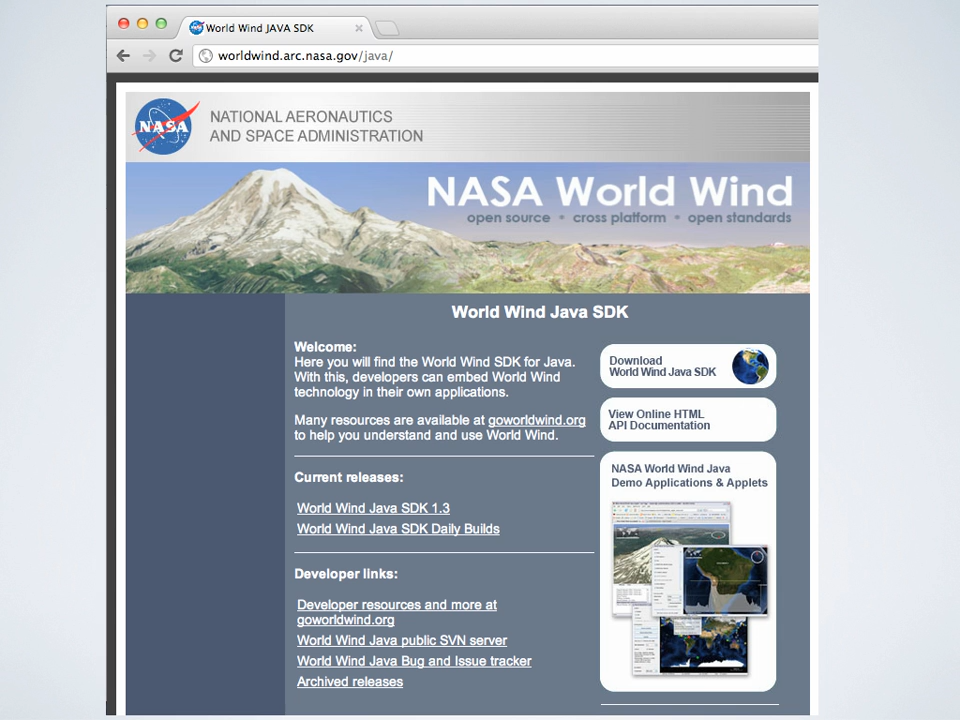 World Wind JAVA SDK
worldwind.arc.nasa.gov/java/
NASA
NATIONAL AERONAUTICS
AND SPACE ADMINISTRATION
NASA World Wind
open source • cross platform • open standards
World Wind Java SDK
Welcome:
Here you will find the World Wind SDK for Java.
With this, developers can embed World Wind
technology in their own applications.
Many resources are available at goworldwind.org
to help you understand and use World Wind.
Current releases:
World Wind Java SDK 1.3
World Wind Java SDK Daily Builds
Developer links:
Developer resources and more at
goworldwind.org
World Wind Java public SVN server
World Wind Java Bug and Issue tracker
Archived releases
Download
World Wind Java SDK
View Online HTML
API Documentation
NASA World Wind Java
Demo Applications & Applets